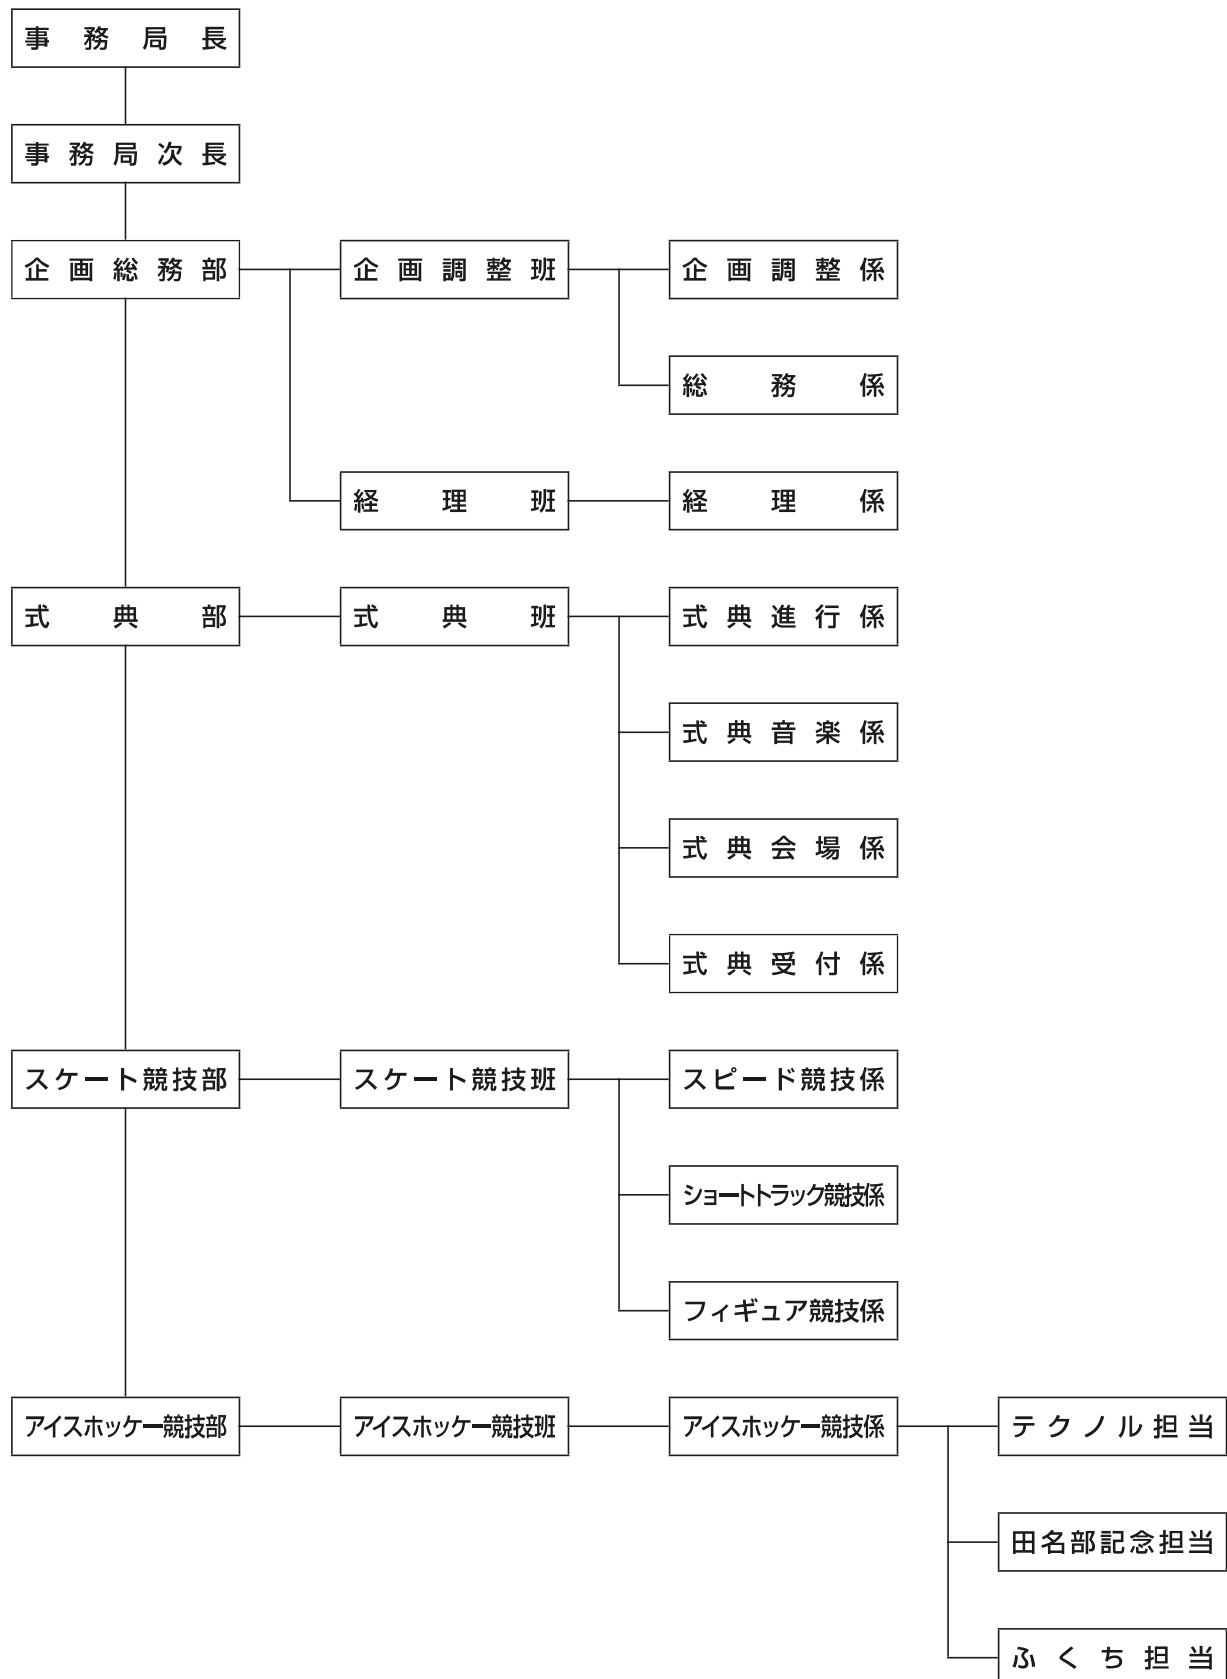 事務局長
事務局次長
企画総務部
企画調整班
企画調整係
総務係
経理班
経理係
式典部
式典班
式典進行係
式典音楽係
式典会場係
式典受付係
スケート競技部
スケート競技班
スピード競技係
ショートトラック競技係
フィギュア競技係
アイスホッケー競技部
アイスホッケー競技班
アイスホッケー競技係
テクノル担当
田名部記念担当
ふくち担当